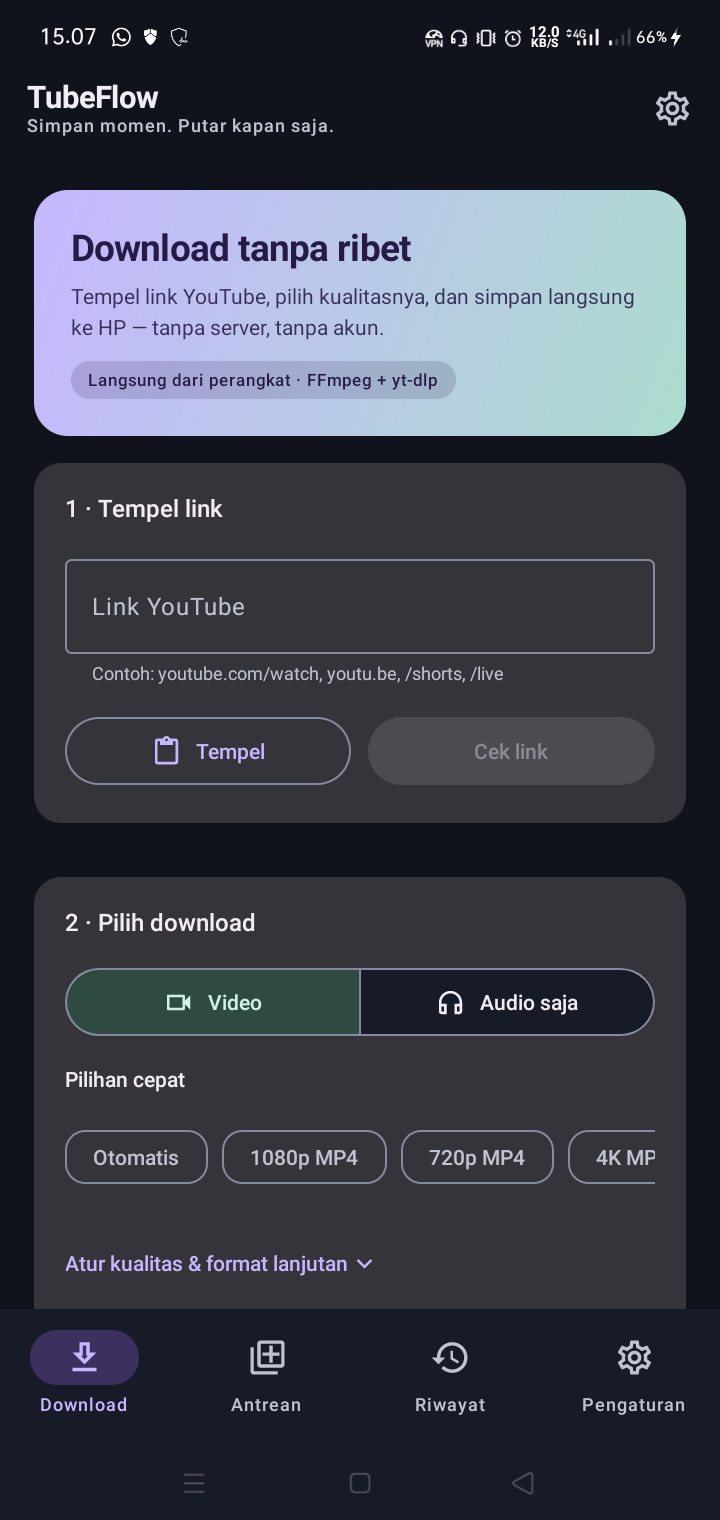 15.07
VPN
12.0
KB/S
4G
66%
TubeFlow
Simpan momen. Putar kapan saja.
Download tanpa ribet
Tempel link YouTube, pilih kualitasnya, dan simpan langsung
ke HP — tanpa server, tanpa akun.
Langsung dari perangkat · FFmpeg + yt-dlp
1 · Tempel link
Link YouTube
Contoh: youtube.com/watch, youtu.be, /shorts, /live
Tempel
Cek link
2 · Pilih download
Video
Audio saja
Pilihan cepat
Otomatis
1080p MP4
720p MP4
4K MP
Atur kualitas & format lanjutan
Download
Antrean
Riwayat
Pengaturan